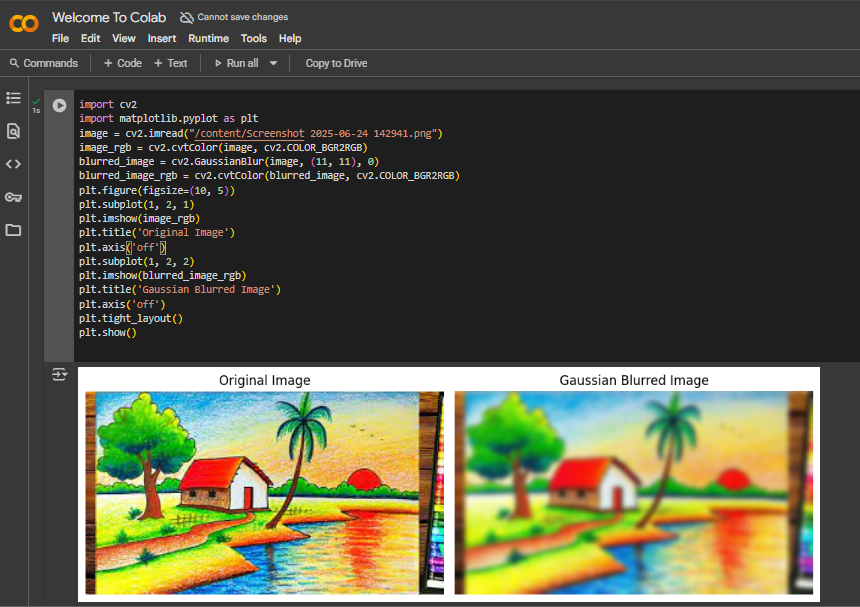 Welcome To Colab Cannot save changes
File Edit View Insert Runtime Tools Help
Commands + Code + Text Run all Copy to Drive
1s
import cv2
import matplotlib.pyplot as plt
image = cv2.imread("/content/Screenshot 2025-06-24 142941.png")
image_rgb = cv2.cvtColor(image, cv2.COLOR_BGR2RGB)
blurred_image = cv2.GaussianBlur(image, (11, 11), 0)
blurred_image_rgb = cv2.cvtColor(blurred_image, cv2.COLOR_BGR2RGB)
plt.figure(figsize=(10, 5))
plt.subplot(1, 2, 1)
plt.imshow(image_rgb)
plt.title('Original Image')
plt.axis('off')
plt.subplot(1, 2, 2)
plt.imshow(blurred_image_rgb)
plt.title('Gaussian Blurred Image')
plt.axis('off')
plt.tight_layout()
plt.show()
Original Image Gaussian Blurred Image